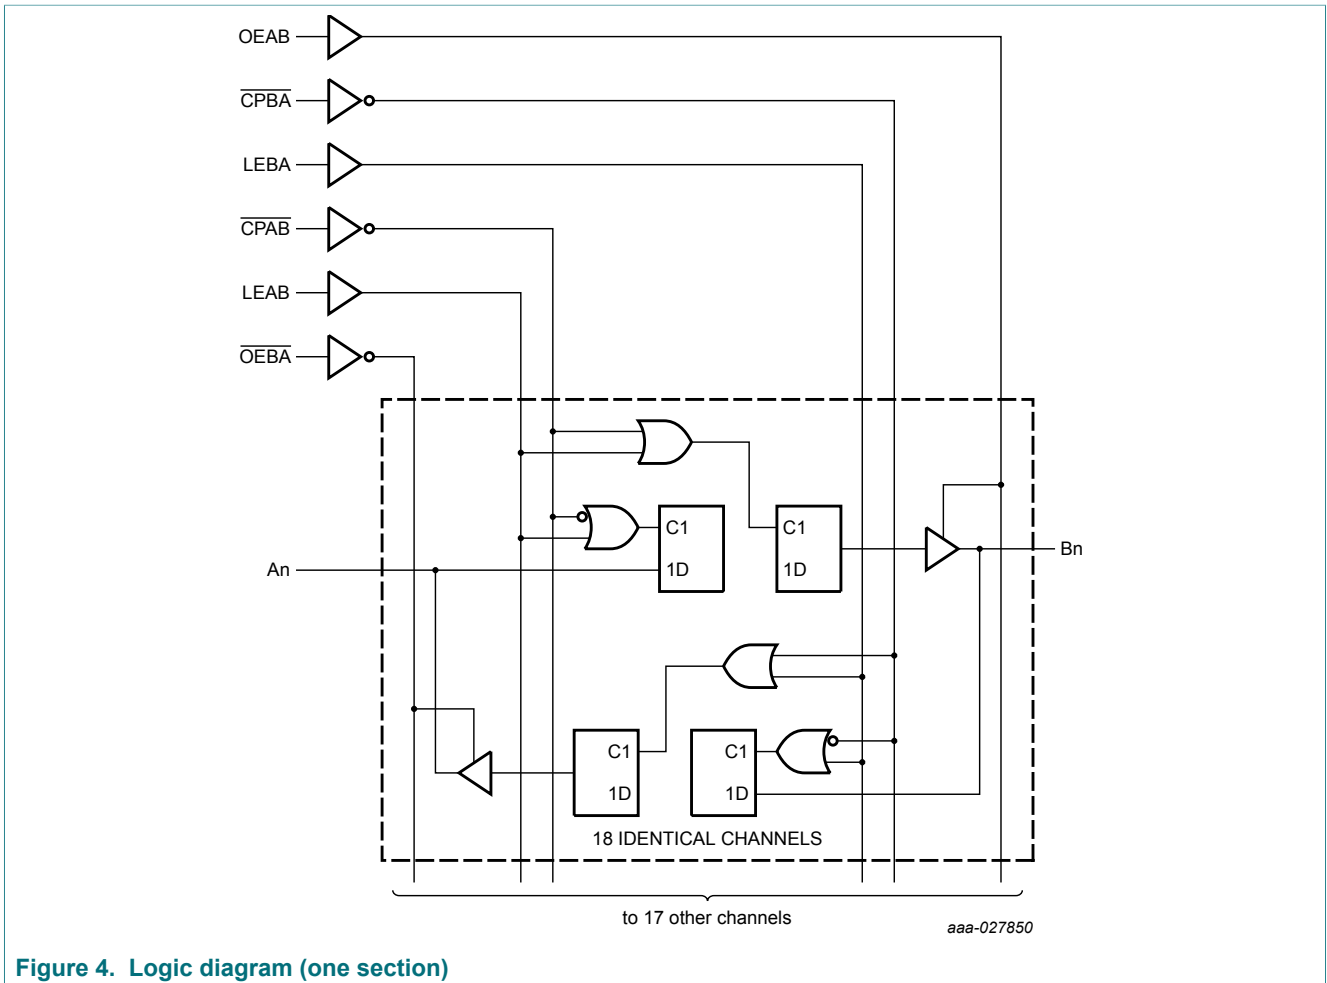 OEAB
CPBA
LEBA
CPAB
LEAB
OEBA
C1
C1
An
1D
1D
Bn
C1
C1
1D
1D
18 IDENTICAL CHANNELS
to 17 other channels
aaa-027850
Figure 4. Logic diagram (one section)